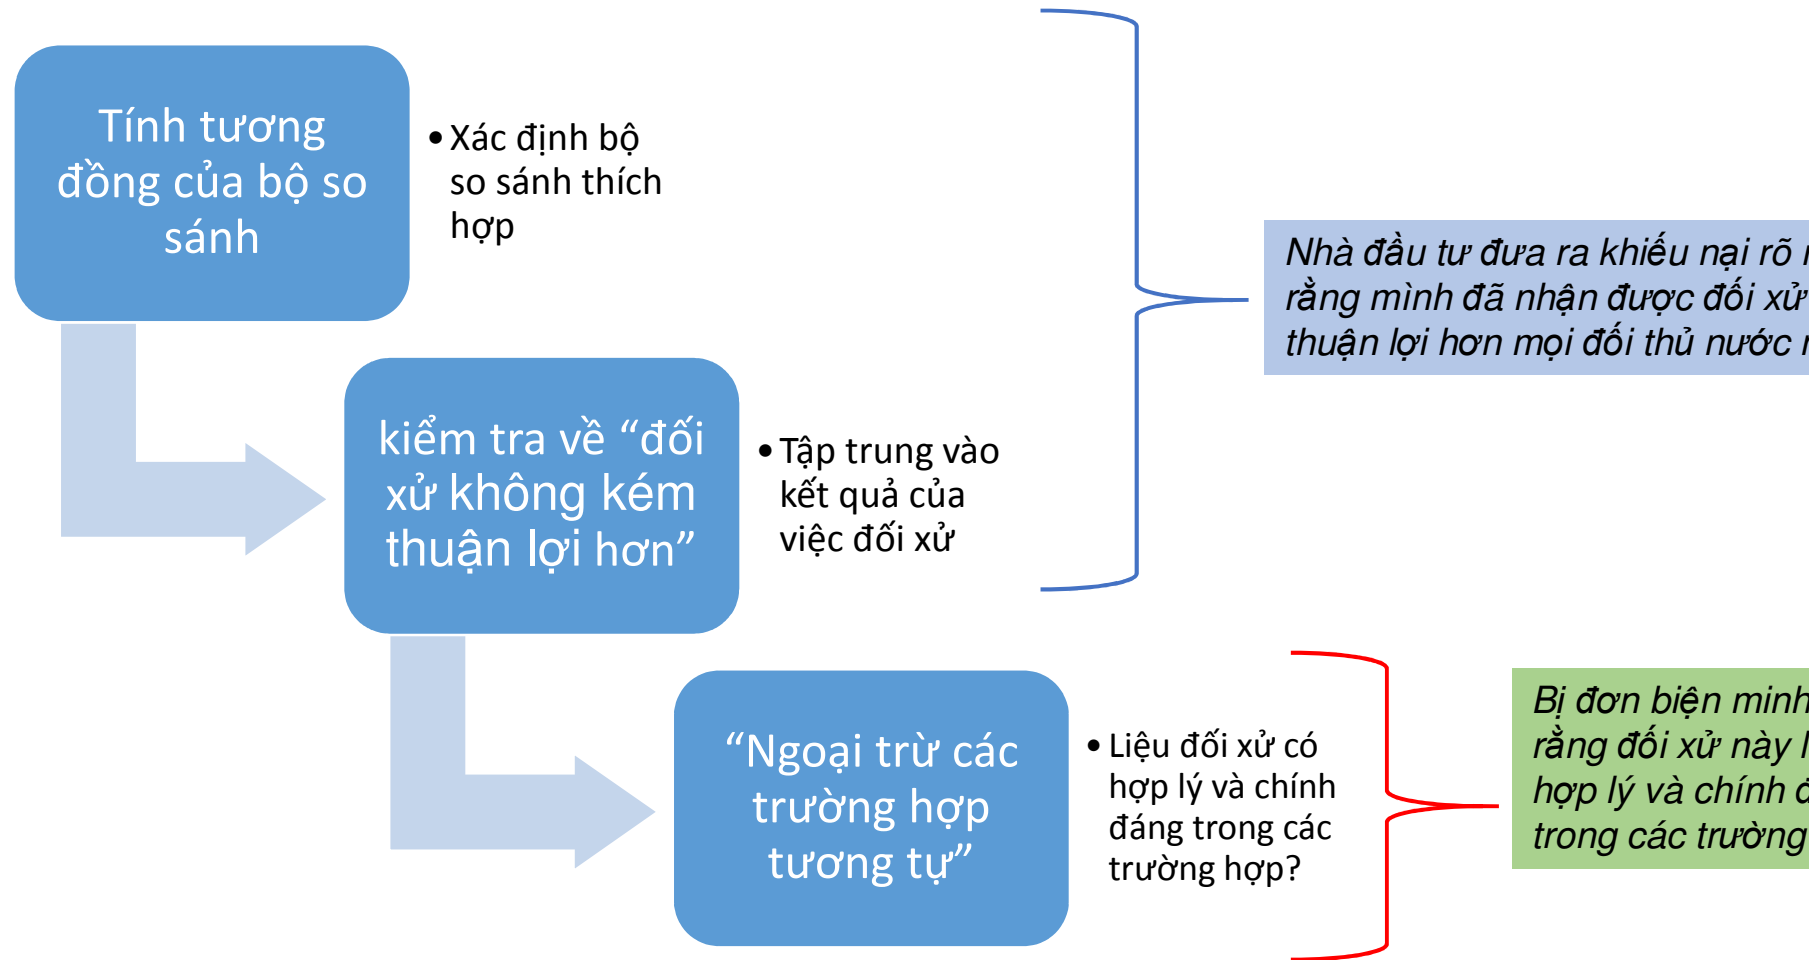 Tính tương
đồng của bộ so
sánh
• Xác định bộ
so sánh thích
hợp
Nhà đầu tư đưa ra khiếu nại rõ
rằng mình đã nhận được đối xử
thuận lợi hơn mọi đối thủ nước
kiểm tra về “đối
xử không kém
thuận lợi hơn”
• Tập trung vào
kết quả của
việc đối xử
“Ngoại trừ các
trường hợp
tương tự”
• Liệu đối xử có
hợp lý và chính
đáng trong các
trường hợp?
Bị đơn biện minh
rằng đối xử này
hợp lý và chính
trong các trường